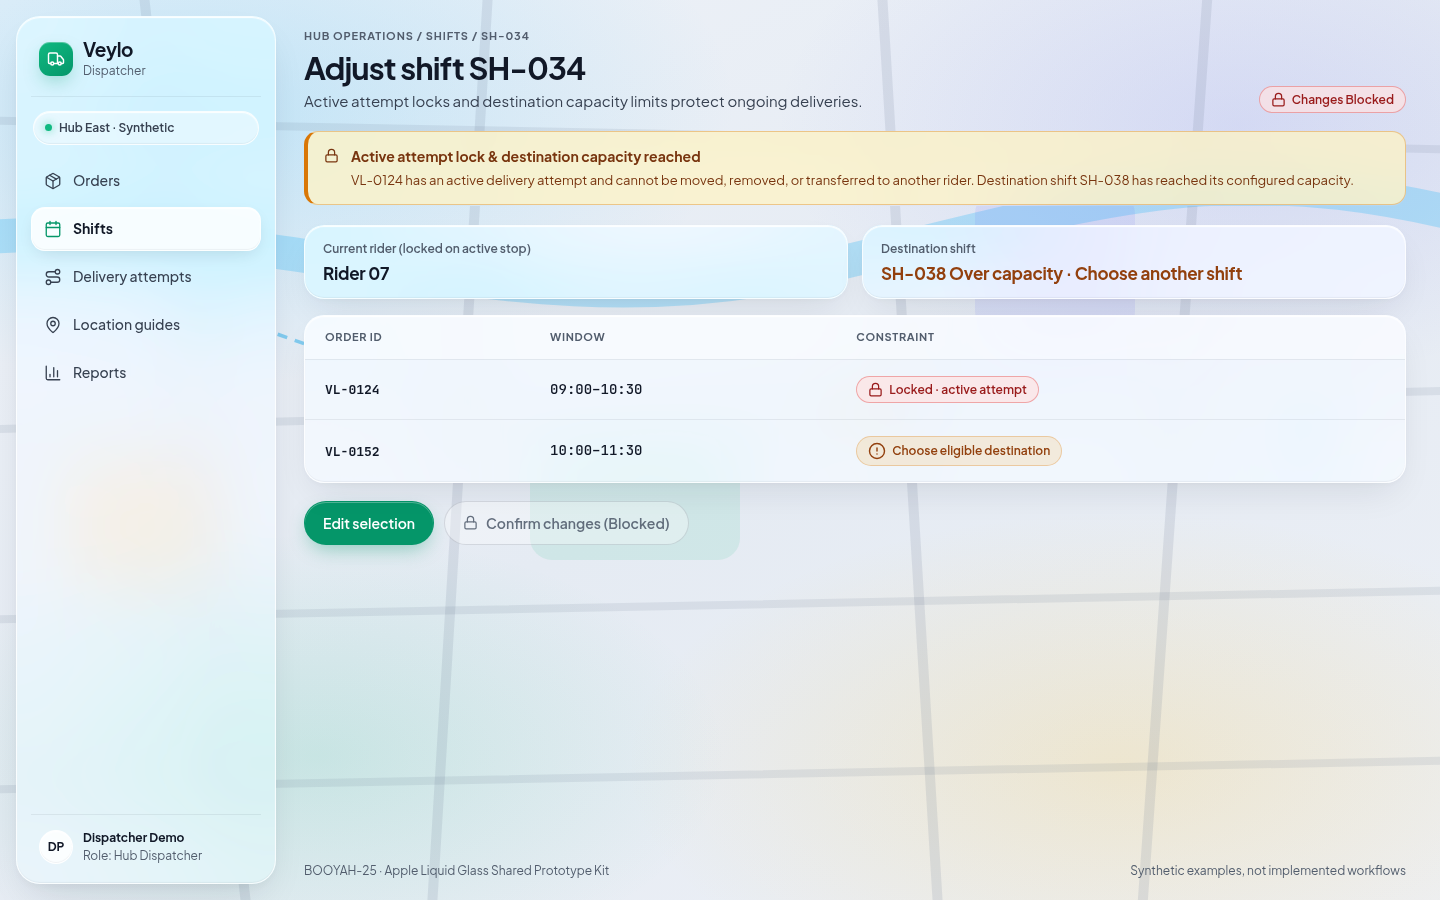 Veylo
Dispatcher
Hub East · Synthetic
Orders
Shifts
Delivery attempts
Location guides
Reports
DP
Dispatcher Demo
Role: Hub Dispatcher
HUB OPERATIONS / SHIFTS / SH-034
Adjust shift SH-034
Active attempt locks and destination capacity limits protect ongoing deliveries.
Changes Blocked
Active attempt lock & destination capacity reached
VL-0124 has an active delivery attempt and cannot be moved, removed, or transferred to another rider. Destination shift SH-038 has reached its configured capacity.
Current rider (locked on active stop)
Rider 07
Destination shift
SH-038 Over capacity · Choose another shift
ORDER ID WINDOW CONSTRAINT
VL-0124 09:00–10:30 Locked · active attempt
VL-0152 10:00–11:30 Choose eligible destination
Edit selection
Confirm changes (Blocked)
BOOYAH-25 · Apple Liquid Glass Shared Prototype Kit
Synthetic examples, not implemented workflows